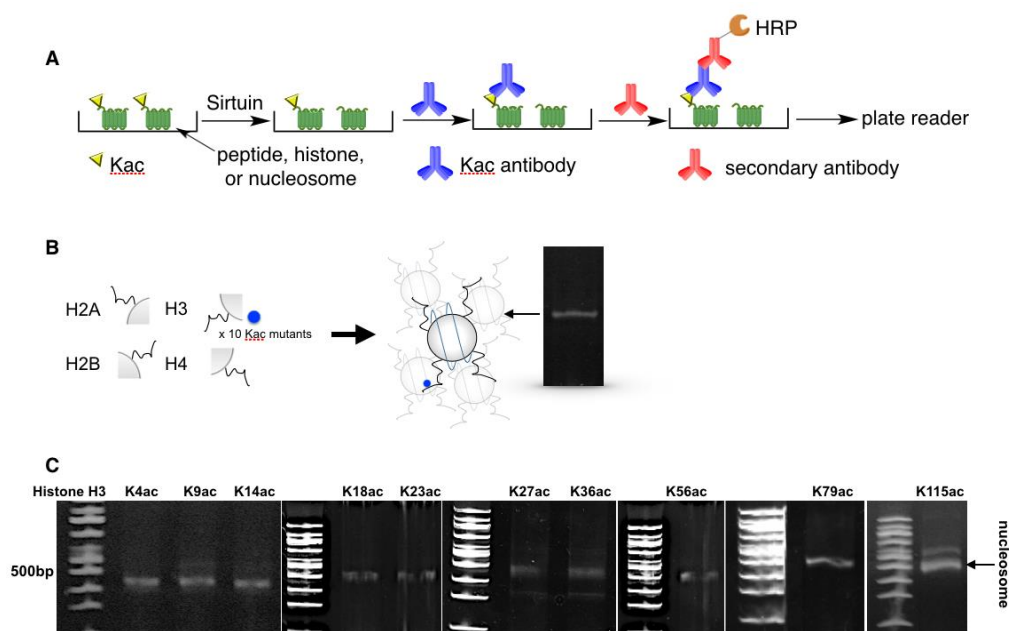 A
HRP
Sirtuin
plate reader
Kac
peptide, histone,
or nucleosome
Kac antibody
secondary antibody
B
H2A
H3
x 10 Kac mutants
H2B
H4
C
Histone H3 K4ac K9ac K14ac K18ac K23ac K27ac K36ac K56ac K79ac K115ac
500bp
nucleosome